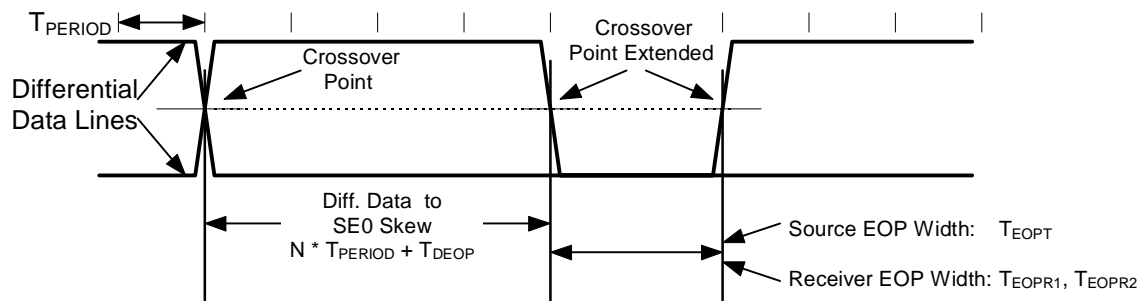 TPERIOD
Crossover
Point
Crossover
Point Extended
Differential
Data Lines
Diff. Data to
SE0 Skew
N * TPERIOD + TDEOP
Source EOP Width: TEOPT
Receiver EOP Width: TEOPR1, TEOPR2